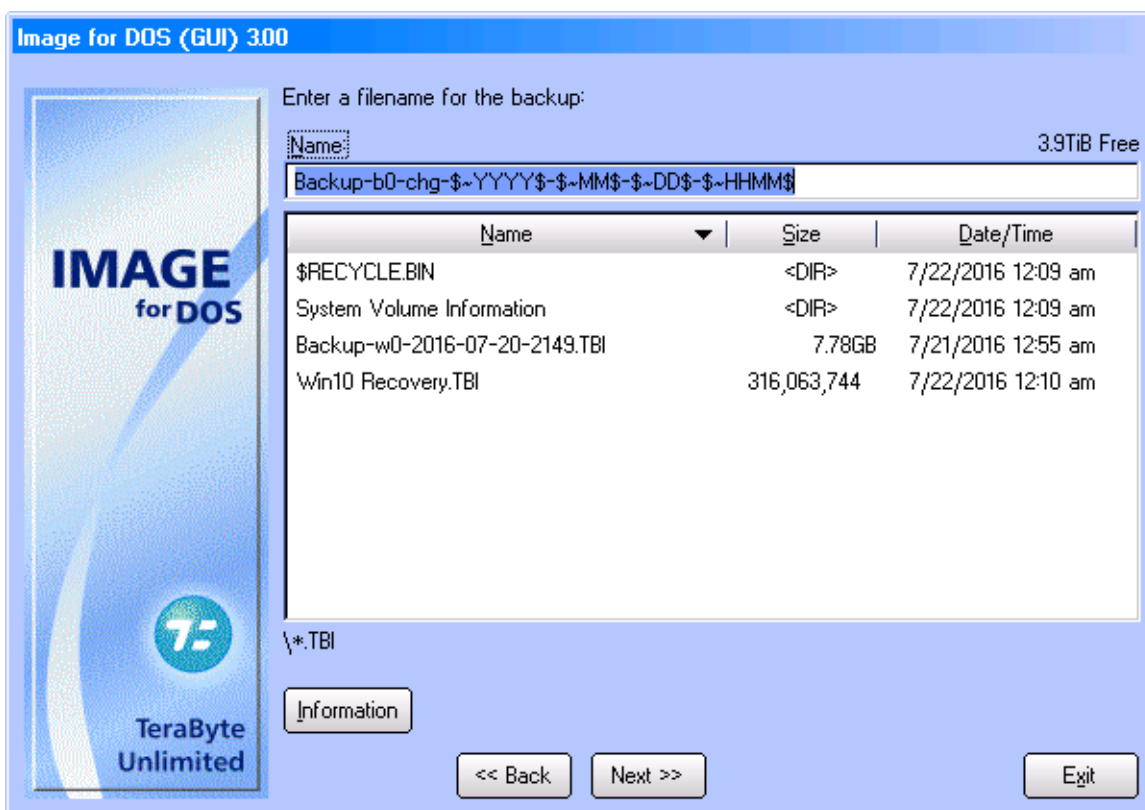 Image for DOS (GUI) 3.00
Enter a filename for the backup:
Name: 3.9TiB Free
Backup-b0-chg-$~YYYY$-$~MM$-$~DD$-$~HHMM$
Name Size Date/Time
$RECYCLE.BIN <DIR> 7/22/2016 12:09 am
System Volume Information <DIR> 7/22/2016 12:09 am
Backup-w0-2016-07-20-2149.TBI 7.78GB 7/21/2016 12:55 am
Win10 Recovery.TBI 316,063,744 7/22/2016 12:10 am
IMAGE
for DOS
\*.TBI
Information
TeraByte
Unlimited
<< Back Next >> Exit